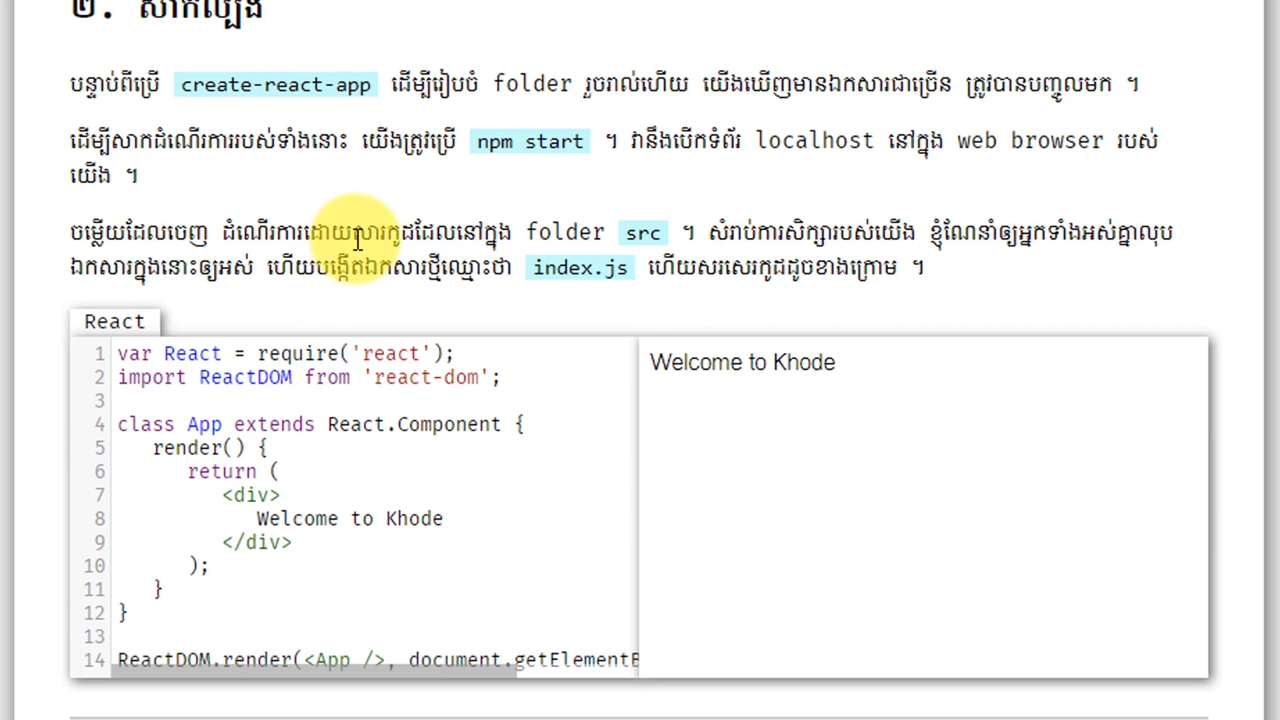 ២. សាកល្បង
បន្ទាប់ពីប្រើ create-react-app ដើម្បីរៀបចំ folder រួចរាល់ហើយ យើងឃើញមានឯកសារជាច្រើន ត្រូវបានបញ្ចូលមក ។
ដើម្បីសាកដំណើរការរបស់ទាំងនោះ យើងត្រូវប្រើ npm start ។ វានឹងបើកទំព័រ localhost នៅក្នុង web browser របស់
យើង ។
ចម្លើយដែលចេញ ដំណើរការដោយសារកូដដែលនៅក្នុង folder src ។ សំរាប់ការសិក្សារបស់យើង ខ្ញុំណែនាំឲ្យអ្នកទាំងអស់គ្នាលុប
ឯកសារក្នុងនោះឲ្យអស់ ហើយបង្កើតឯកសារថ្មីឈ្មោះថា index.js ហើយសរសេរកូដដូចខាងក្រោម ។
React
1 var React = require('react');
2 import ReactDOM from 'react-dom';
3
4 class App extends React.Component {
5 render() {
6 return (
7 <div>
8 Welcome to Khode
9 </div>
10 );
11 }
12 }
13
14 ReactDOM.render(<App />, document.getElementB
Welcome to Khode